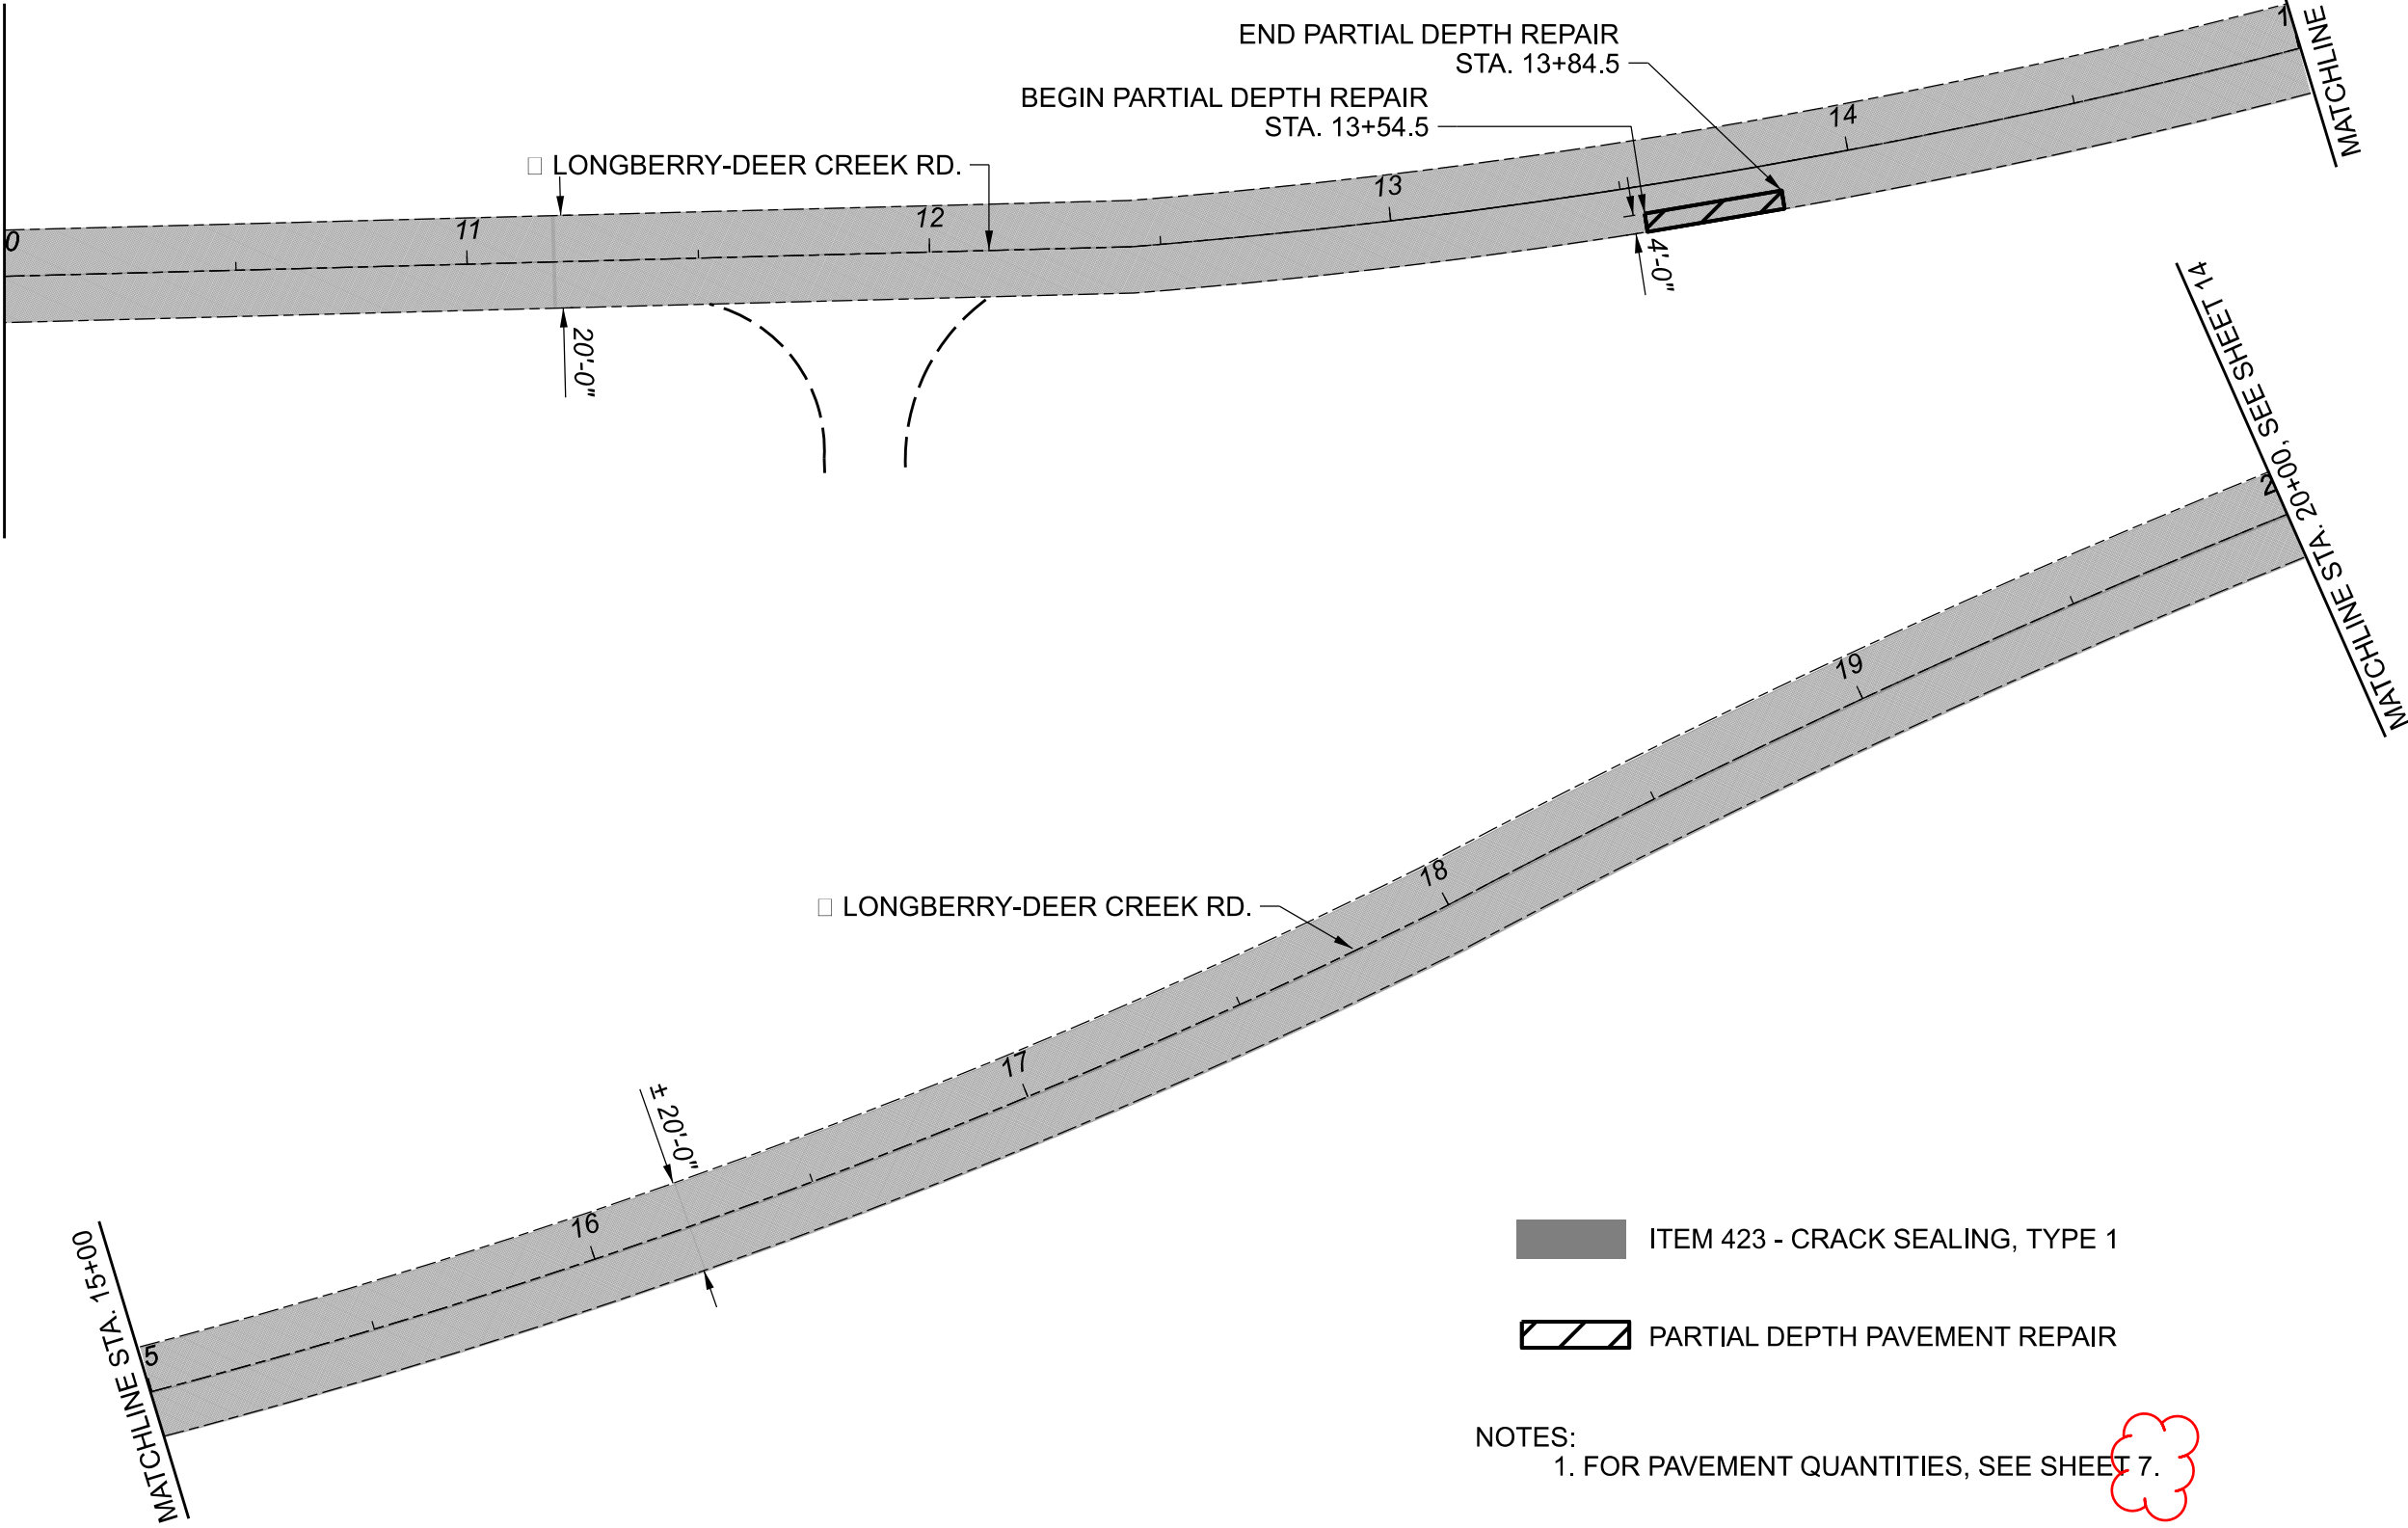 END PARTIAL DEPTH REPAIR
STA. 13+84.5
BEGIN PARTIAL DEPTH REPAIR
STA. 13+54.5
LONGBERRY-DEER CREEK RD.
0
11
12
13
14
1
MATCHLINE
20'-0"
4'-0"
MATCHLINE STA. 20+00, SEE SHEET 14
2
19
18
LONGBERRY-DEER CREEK RD.
17
± 20'-0"
16
5
MATCHLINE STA. 15+00
ITEM 423 - CRACK SEALING, TYPE 1
PARTIAL DEPTH PAVEMENT REPAIR
NOTES:
1. FOR PAVEMENT QUANTITIES, SEE SHEET 7.